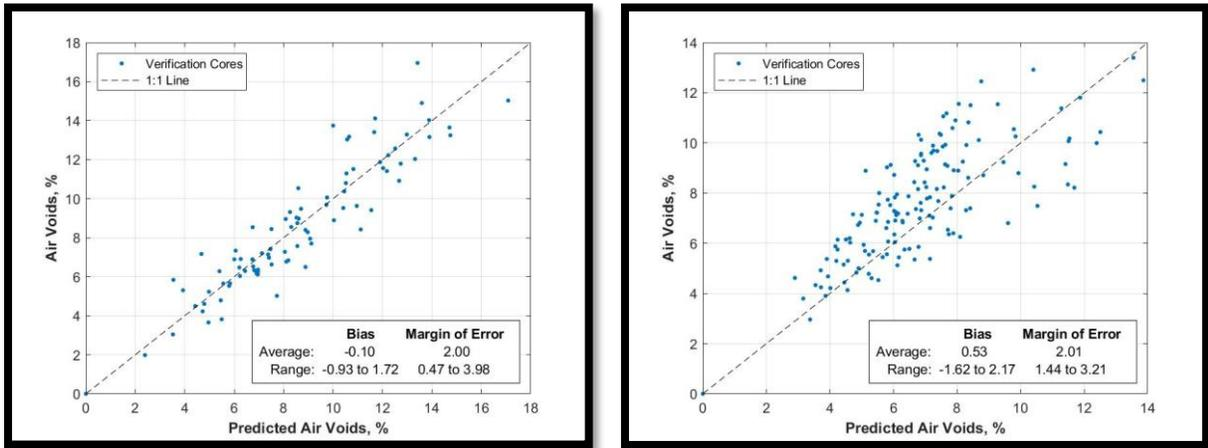 18
16
14
12
10
8
6
4
2
0
Air Voids, %
Verification Cores
1:1 Line
Bias Margin of Error
Average: -0.10 2.00
Range: -0.93 to 1.72 0.47 to 3.98
0 2 4 6 8 10 12 14 16 18
Predicted Air Voids, %
14
12
10
8
6
4
2
0
Air Voids, %
Verification Cores
1:1 Line
Bias Margin of Error
Average: 0.53 2.01
Range: -1.62 to 2.17 1.44 to 3.21
0 2 4 6 8 10 12 14
Predicted Air Voids, %